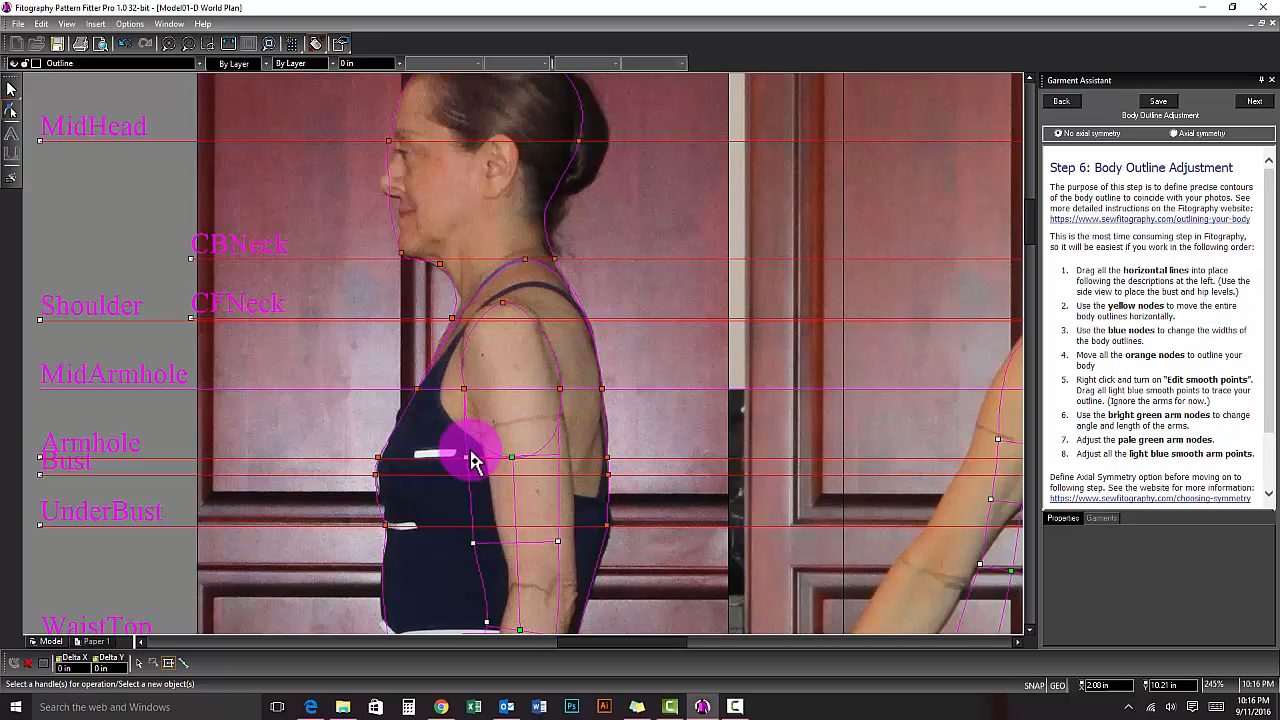 Fitography Pattern Fitter Pro 1.0 32-bit - [Model01-D World Plan]
File Edit View Insert Options Window Help
Outline By Layer By Layer 0 in
Garment Assistant
Back Save Next
Body Outline Adjustment
No axial symmetry Axial symmetry
Step 6: Body Outline Adjustment
The purpose of this step is to define precise contours
of the body outline to coincide with your photos. See
more detailed instructions on the Fitography website:
https://www.sewfitography.com/outlining-your-body
This is the most time consuming step in Fitography,
so it will be easiest if you work in the following order:
1. Drag all the horizontal lines into place
following the descriptions at the left. (Use the
side view to place the bust and hip levels.)
2. Use the yellow nodes to move the entire
body outlines horizontally.
3. Use the blue nodes to change the widths of
the body outlines.
4. Move all the orange nodes to outline your
body
5. Right click and turn on "Edit smooth points".
Drag all light blue smooth points to trace your
outline. (Ignore the arms for now.)
6. Use the bright green arm nodes to change
angle and length of the arms.
7. Adjust the pale green arm nodes.
8. Adjust all the light blue smooth arm points.
Define Axial Symmetry option before moving on to
following step. See the website for more information:
https://www.sewfitography.com/choosing-symmetry
Properties Garments
MidHead
CBNeck
Shoulder CFNeck
MidArmhole
Armhole
Bust
UnderBust
WaistTop
Model Paper 1
Delta X Delta Y
0 in 0 in
Select a handle(s) for operation/Select a new object(s)
SNAP GEO X 2.00 in Y 10.21 in 245% 10:16 PM
Search the web and Windows
10:16 PM
9/11/2016